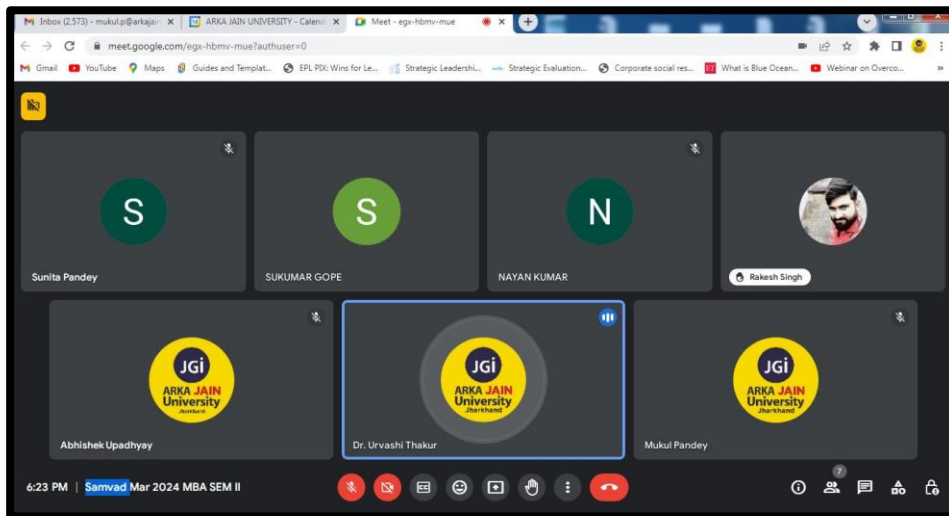 Inbox (2,573) - mukul.p@arkajain
ARKA JAIN UNIVERSITY - Calend
Meet - egx-hbmv-mue
meet.google.com/egx-hbmv-mue?authuser=0
Gmail YouTube Maps Guides and Templat... EPL PDI: Wins for Le... Strategic Leadershi... Strategic Evaluation... Corporate social res... What is Blue Ocean... Webinar on Overco... »
S
S
N
Sunita Pandey
SUKUMAR GOPE
NAYAN KUMAR
Rakesh Singh
JGi
ARKA JAIN
University
Jharkhand
JGi
ARKA JAIN
University
Jharkhand
JGi
ARKA JAIN
University
Jharkhand
Abhishek Upadhyay
Dr. Urvashi Thakur
Mukul Pandey
7
6:23 PM | Samvad Mar 2024 MBA SEM II